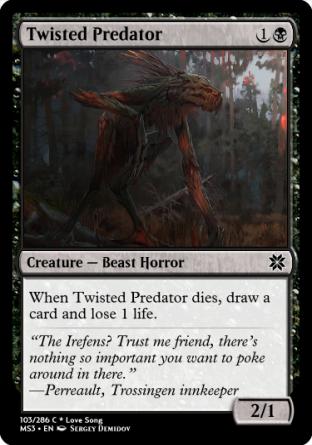 Twisted Predator 1
Creature — Beast Horror
When Twisted Predator dies, draw a
card and lose 1 life.
"The Irefens? Trust me friend, there's
nothing so important you want to poke
around in there."
—Perreault, Trossingen innkeeper
2/1
103/286 C * Love Song
MS3 • EN Sergey Demidov